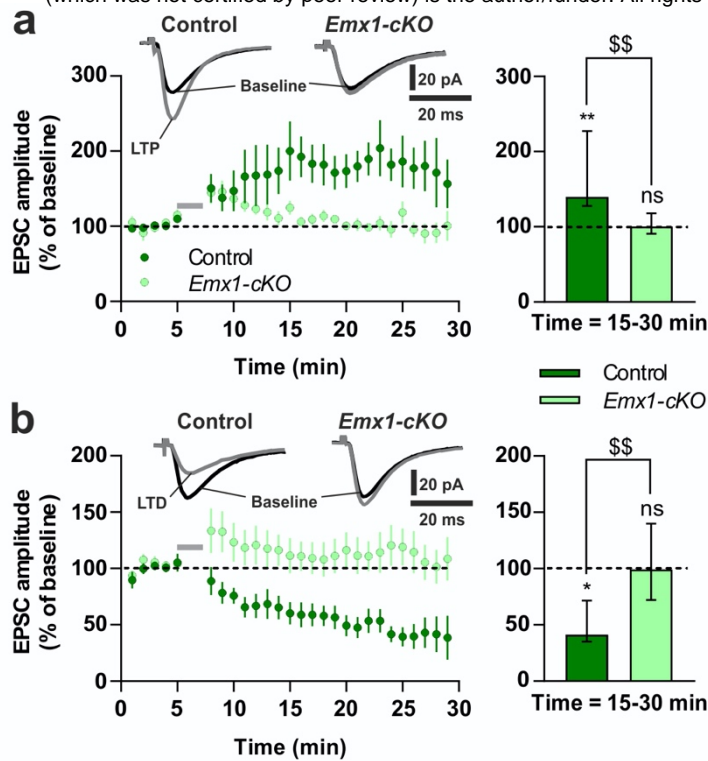 (which was not certified by peer review) is the author/funder. All rights
a
Control
Emx1-cKO
$$
Baseline
20 pA
20 ms
LTP
EPSC amplitude
(% of baseline)
300
200
100
0
Control
Emx1-cKO
0 5 10 15 20 25 30
Time (min)
300
200
100
0
**
ns
Time = 15-30 min
Control
Emx1-cKO
b
Control
Emx1-cKO
$$
LTD
Baseline
20 pA
20 ms
EPSC amplitude
(% of baseline)
200
150
100
50
0
0 5 10 15 20 25 30
Time (min)
200
150
100
50
0
*
ns
Time = 15-30 min